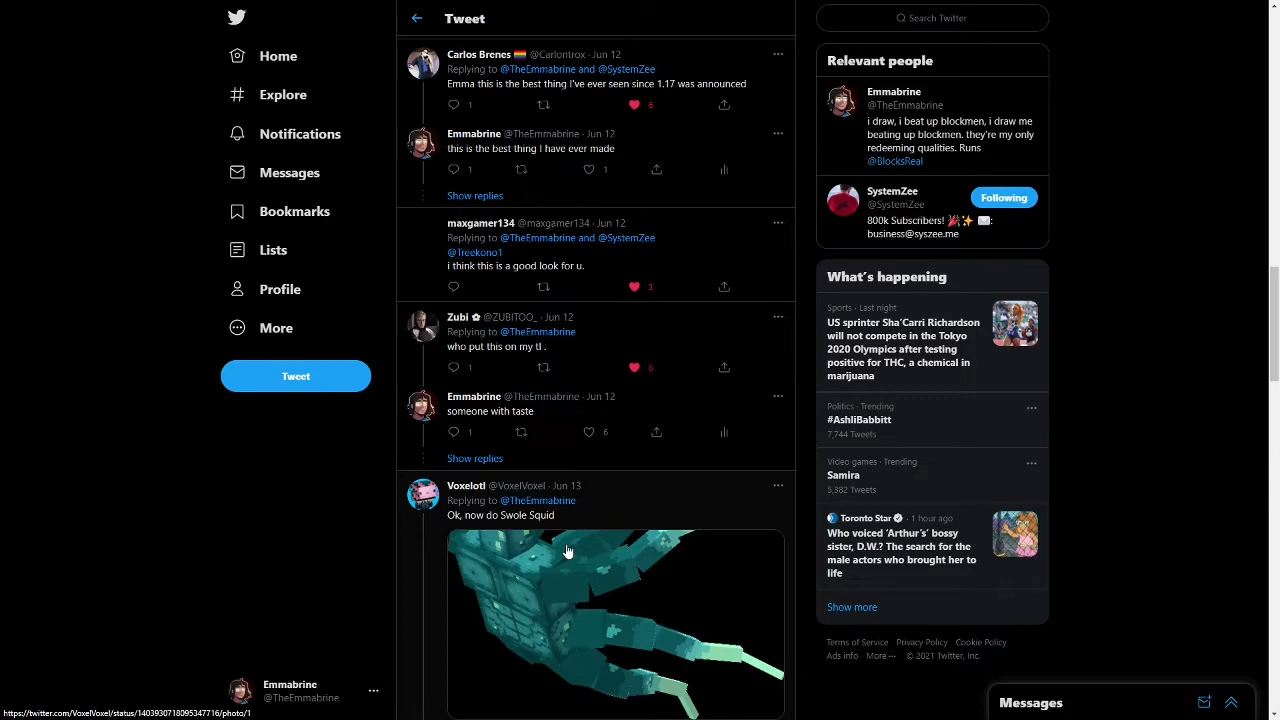 Home
Explore
Notifications
Messages
Bookmarks
Lists
Profile
More
Tweet
Emmabrine
@TheEmmabrine
https://twitter.com/VoxelVoxel/status/1403930718095347716/photo/1
Tweet
Carlos Brenes 🏳️‍🌈 @Carlontrox · Jun 12
Replying to @TheEmmabrine and @SystemZee
Emma this is the best thing I've ever seen since 1.17 was announced
1 6
Emmabrine @TheEmmabrine · Jun 12
this is the best thing I have ever made
1 1
Show replies
maxgamer134 @maxgamer134 · Jun 12
Replying to @TheEmmabrine and @SystemZee
@Treekono1
i think this is a good look for u.
3
Zubi ✿ @ZUBITOO_ · Jun 12
Replying to @TheEmmabrine
who put this on my tl .
1 6
Emmabrine @TheEmmabrine · Jun 12
someone with taste
1 6
Show replies
Voxelotl @VoxelVoxel · Jun 13
Replying to @TheEmmabrine
Ok, now do Swole Squid
Search Twitter
Relevant people
Emmabrine
@TheEmmabrine
i draw, i beat up blockmen, i draw me
beating up blockmen. they're my only
redeeming qualities. Runs
@BlocksReal
SystemZee
@SystemZee
Following
800k Subscribers! 🎉✨ ✉️:
business@syszee.me
What's happening
Sports · Last night
US sprinter Sha'Carri Richardson
will not compete in the Tokyo
2020 Olympics after testing
positive for THC, a chemical in
marijuana
Politics · Trending
#AshliBabbitt
7,744 Tweets
Video games · Trending
Samira
5,382 Tweets
Toronto Star · 1 hour ago
Who voiced 'Arthur's' bossy
sister, D.W.? The search for the
male actors who brought her to
life
Show more
Terms of Service Privacy Policy Cookie Policy
Ads info More ··· © 2021 Twitter, Inc.
Messages